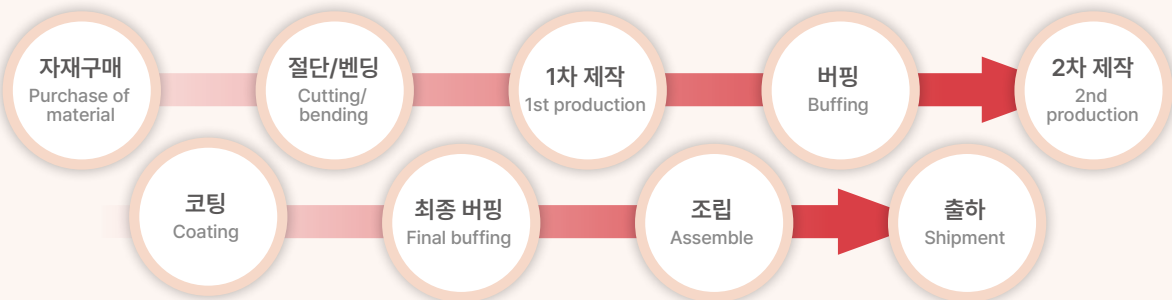 자재구매
Purchase of
material
절단/벤딩
Cutting/
bending
1차 제작
1st production
버핑
Buffing
2차 제작
2nd
production
코팅
Coating
최종 버핑
Final buffing
조립
Assemble
출하
Shipment